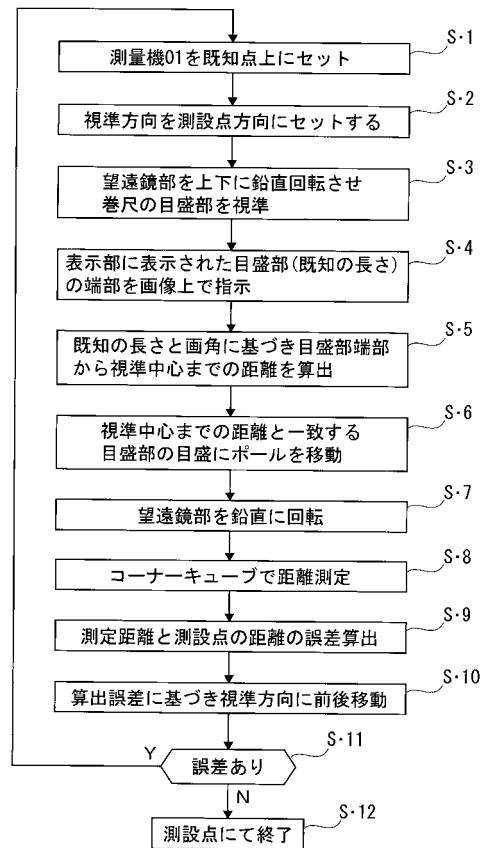 S·1
測量機01を既知点上にセット
S·2
視準方向を測設点方向にセットする
S·3
望遠鏡部を上下に鉛直回転させ
巻尺の目盛部を視準
S·4
表示部に表示された目盛部(既知の長さ)
の端部を画像上で指示
S·5
既知の長さと画角に基づき目盛部端部
から視準中心までの距離を算出
S·6
視準中心までの距離と一致する
目盛部の目盛にポールを移動
S·7
望遠鏡部を鉛直に回転
S·8
コーナーキューブで距離測定
S·9
測定距離と測設点の距離の誤差算出
S·10
算出誤差に基づき視準方向に前後移動
S·11
Y
誤差あり
N
S·12
測設点にて終了